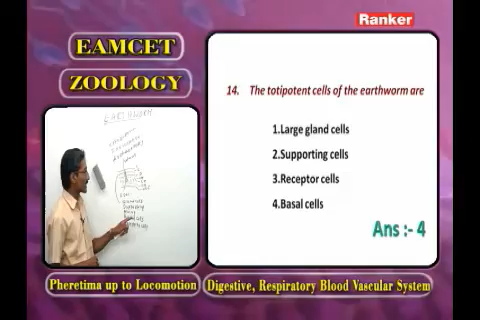 Ranker
EAMCET
ZOOLOGY
14. The totipotent cells of the earthworm are
1.Large gland cells
2.Supporting cells
3.Receptor cells
4.Basal cells
Ans :- 4
EARTHWORM
Pheretima up to Locomotion
Digestive, Respiratory Blood Vascular System